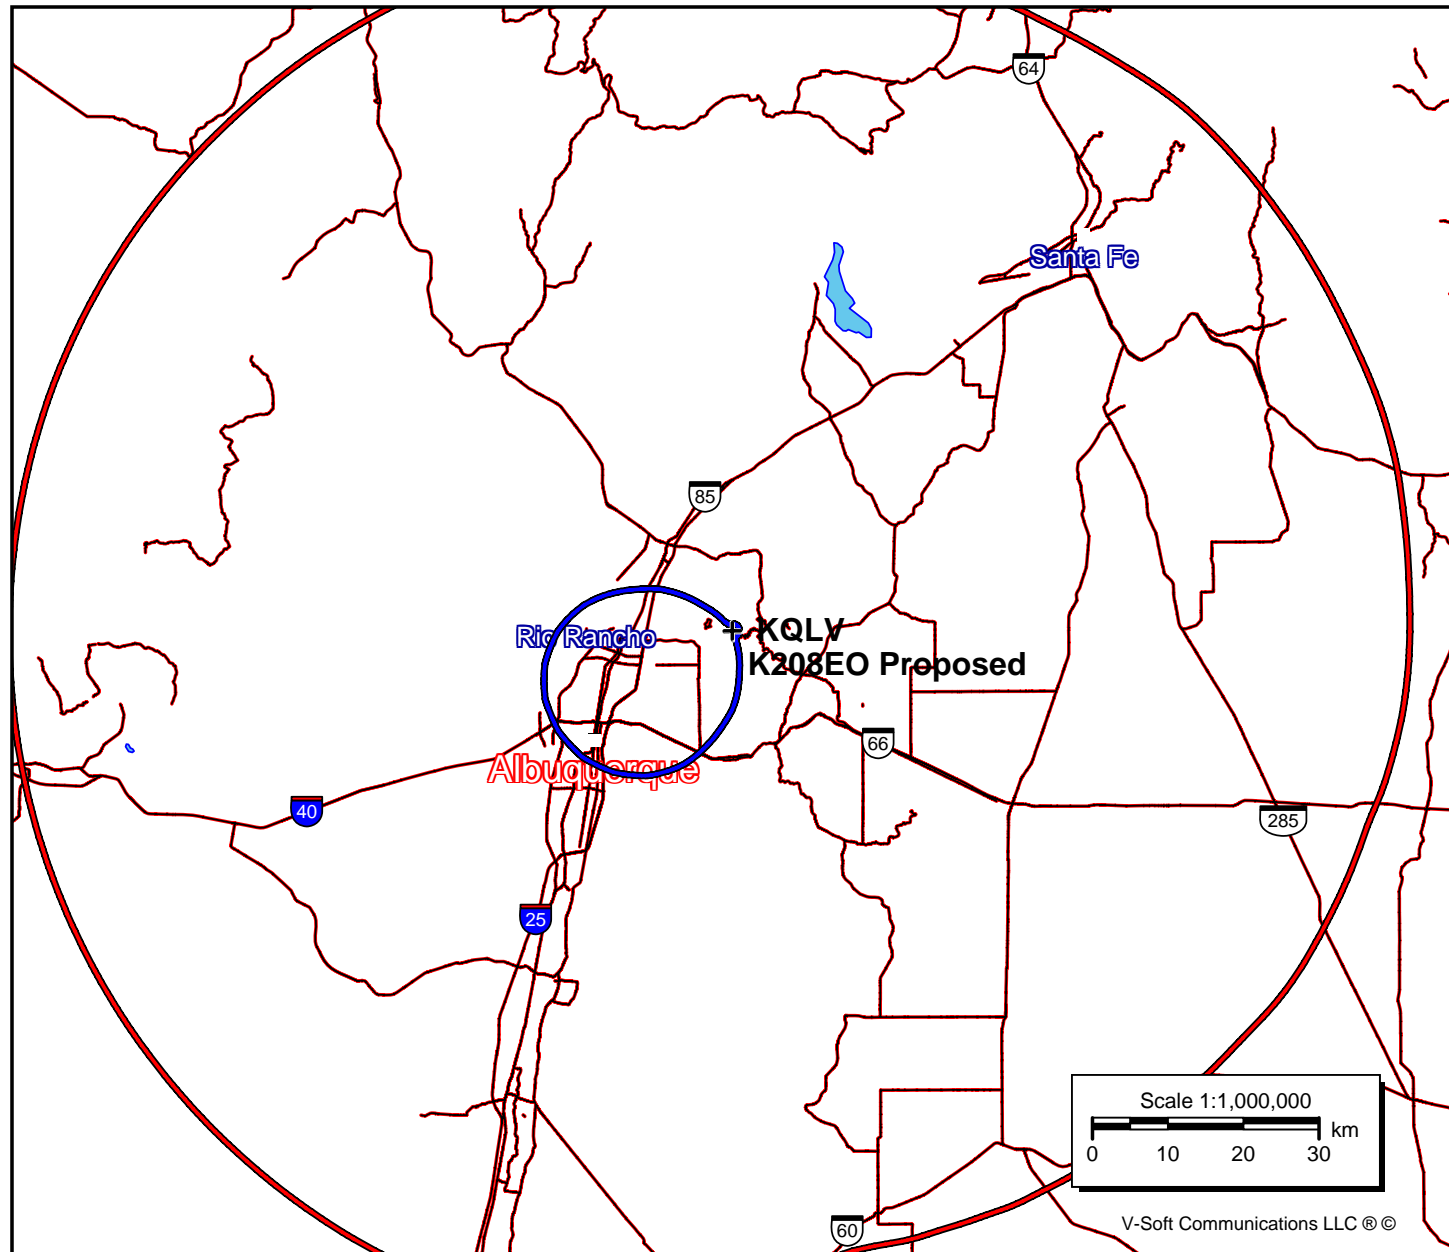 64
Santa Fe
85
KQLV
Rio Rancho
K208EO Proposed
66
Albuquerque
40
285
25
Scale 1:1,000,000
km
0 10 20 30
60
V-Soft Communications LLC ® ©